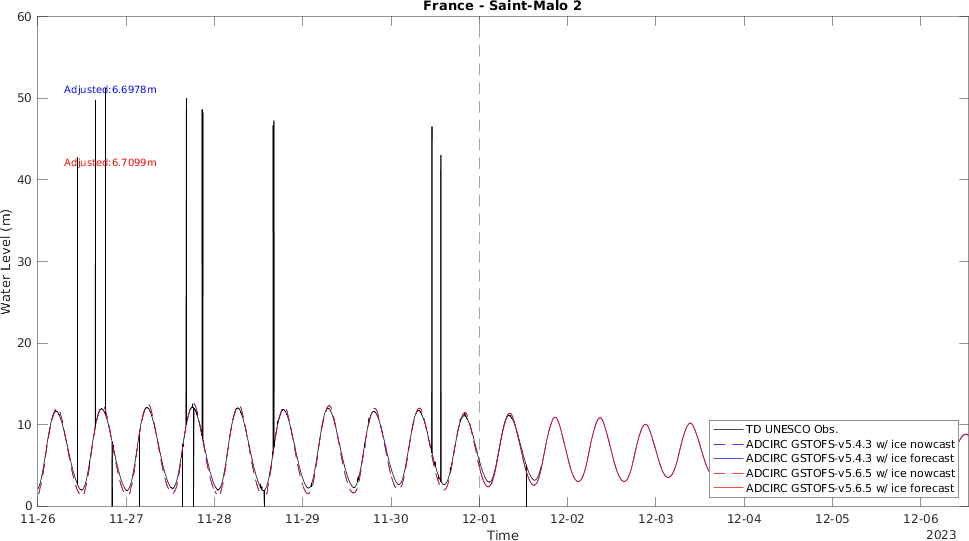 France - Saint-Malo 2
60
50
40
30
20
10
0
Water Level (m)
Adjusted:6.6978m
Adjusted:6.7099m
TD UNESCO Obs.
ADCIRC GSTOFS-v5.4.3 w/ ice nowcast
ADCIRC GSTOFS-v5.4.3 w/ ice forecast
ADCIRC GSTOFS-v5.6.5 w/ ice nowcast
ADCIRC GSTOFS-v5.6.5 w/ ice forecast
11-26 11-27 11-28 11-29 11-30 12-01 12-02 12-03 12-04 12-05 12-06
Time
2023